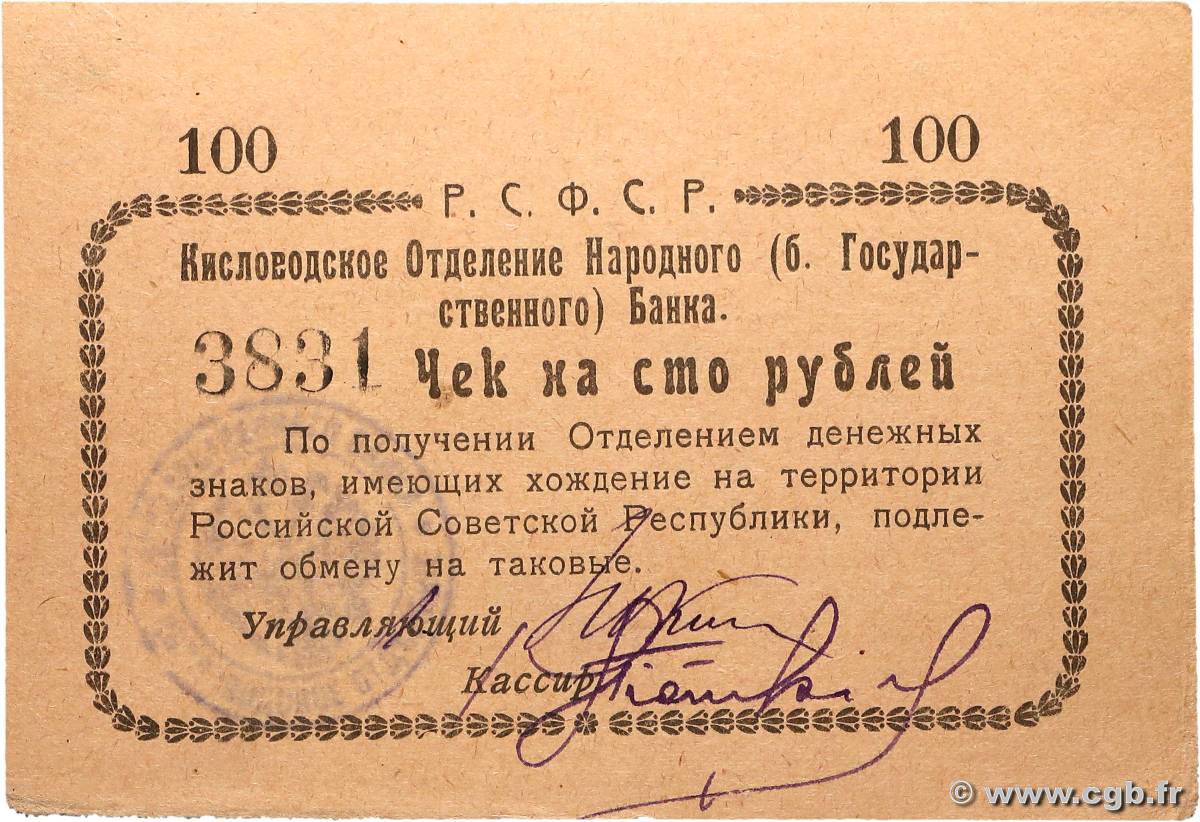 100 100
Р. С. Ф. С. Р.
Кисловодское Отделение Народного (б. Государ-
ственного) Банка.
3831 Чек на сто рублей
По получении Отделением денежных
знаков, имеющих хождение на территории
Российской Советской Республики, подле-
жит обмену на таковые.
Управляющий
Кассир
© www.cgb.fr